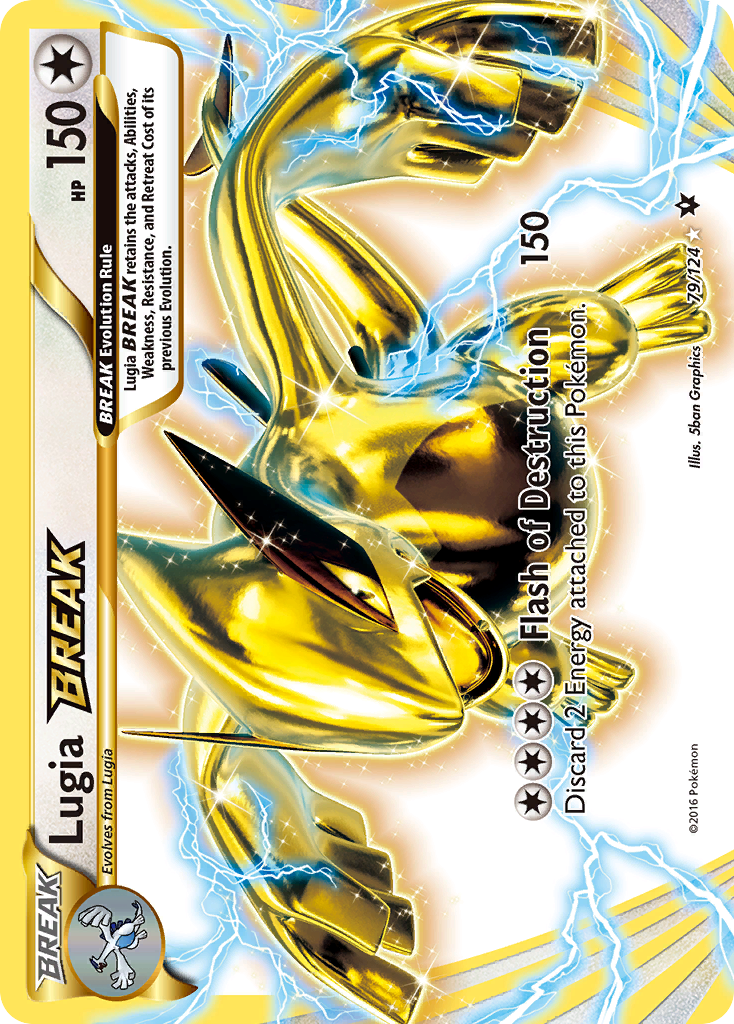 BREAK
Lugia BREAK
HP 150
Evolves from Lugia
BREAK Evolution Rule
Lugia BREAK retains the attacks, Abilities,
Weakness, Resistance, and Retreat Cost of its
previous Evolution.
Flash of Destruction 150
Discard 2 Energy attached to this Pokémon.
©2016 Pokémon
Illus. 5ban Graphics 79/124